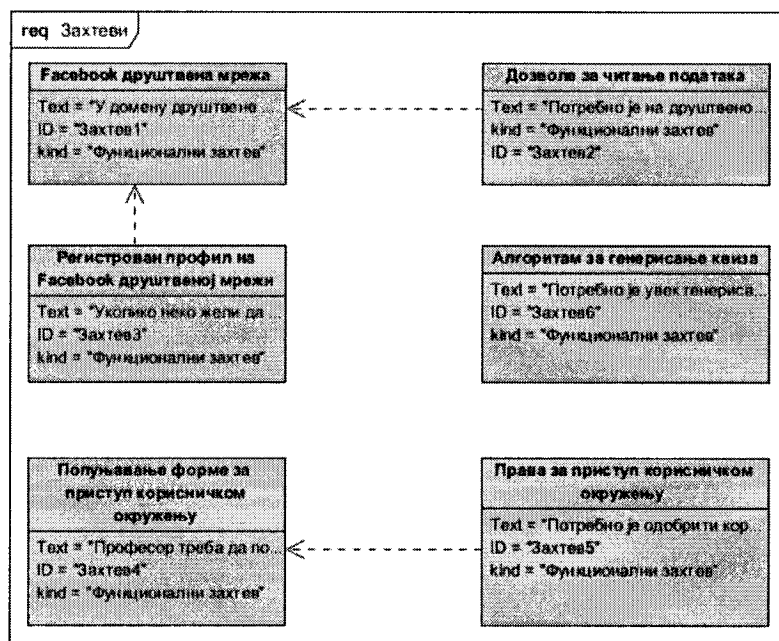 req Захтеви
Facebook друштвена мрежа
Text = "У домену друштвене ...
ID = "Захтев1"
kind = "Функционални захтев"
Дозволе за читање података
Text = "Потребно је на друштвено...
kind = "Функционални захтев"
ID = "Захтев2"
Регистрован профил на
Facebook друштвеној мрежи
Text = "Уколико неко жели да ...
ID = "Захтев3"
kind = "Функционални захтев"
Алгоритам за генерисање квиза
Text = "Потребно је увек генериса...
ID = "Захтев6"
kind = "Функционални захтев"
Попуњавање форме за
приступ корисничком
окружењу
Text = "Професор треба да по...
ID = "Захтев4"
kind = "Функционални захтев"
Права за приступ корисничком
окружењу
Text = "Потребно је одобрити кор...
ID = "Захтев5"
kind = "Функционални захтев"